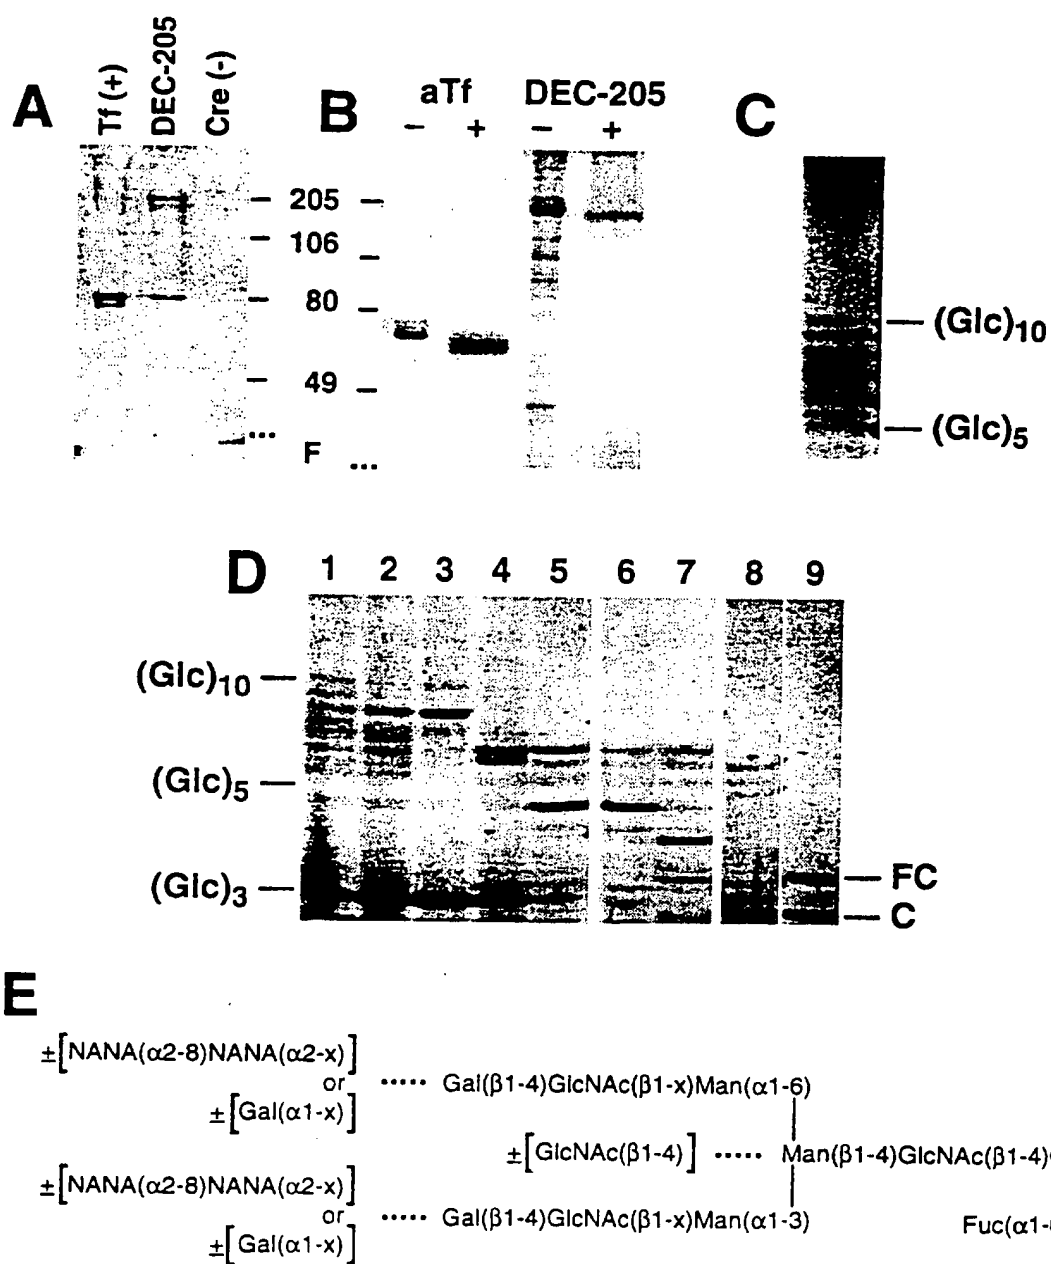 A
Tf (+)
DEC-205
Cre (-)
205
106
80
49
F
B
aTf
DEC-205
– +
– +
C
(Glc)10
(Glc)5
D
1 2 3 4 5 6 7 8 9
(Glc)10
(Glc)5
(Glc)3
FC
C
E
±[NANA(α2-8)NANA(α2-x)]
or ····· Gal(β1-4)GlcNAc(β1-x)Man(α1-6)
±[Gal(α1-x)]
±[GlcNAc(β1-4)] ····· Man(β1-4)GlcNAc(β1-4)
±[NANA(α2-8)NANA(α2-x)]
or ····· Gal(β1-4)GlcNAc(β1-x)Man(α1-3)
±[Gal(α1-x)]
Fuc(α1-